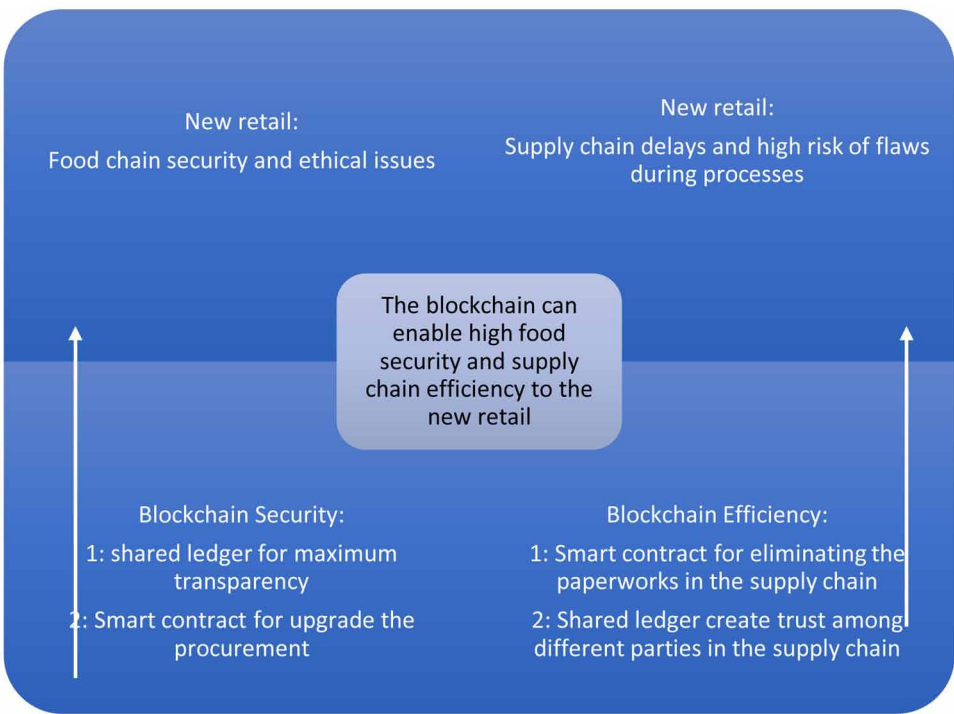 New retail:
Food chain security and ethical issues
New retail:
Supply chain delays and high risk of flaws
during processes
The blockchain can
enable high food
security and supply
chain efficiency to the
new retail
Blockchain Security:
1: shared ledger for maximum
transparency
2: Smart contract for upgrade the
procurement
Blockchain Efficiency:
1: Smart contract for eliminating the
paperworks in the supply chain
2: Shared ledger create trust among
different parties in the supply chain